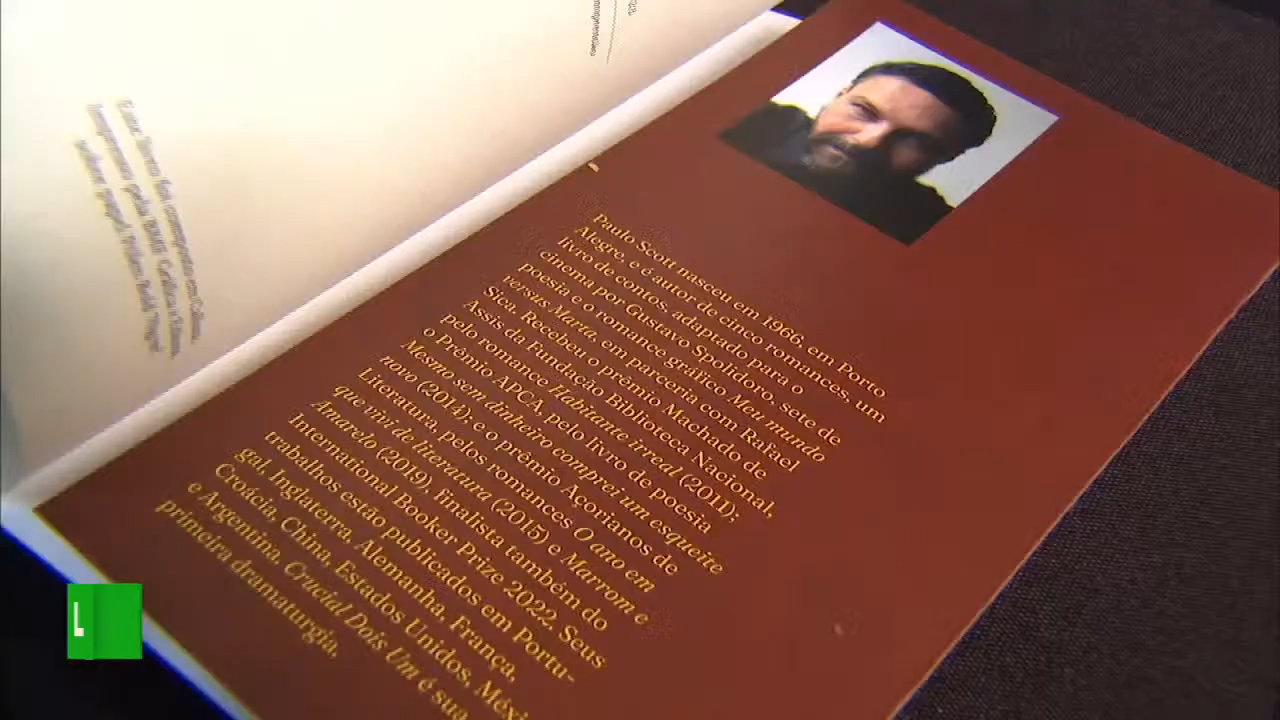 Paulo Scott nasceu em 1966, em Porto
Alegre, e é autor de cinco romances, um
livro de contos, adaptado para o
cinema por Gustavo Spolidoro, sete de
poesia e o romance gráfico Meu mundo
versus Marta, em parceria com Rafael
Sica. Recebeu o prêmio Machado de
Assis da Fundação Biblioteca Nacional,
pelo romance Habitante irreal (2011);
o Prêmio APCA, pelo livro de poesia
Mesmo sem dinheiro comprei um esqueite
novo (2014); e o prêmio Açorianos de
Literatura, pelos romances O ano em
que vivi de literatura (2015) e Marrom e
Amarelo (2019), finalista também do
International Booker Prize 2022. Seus
trabalhos estão publicados em Portu-
gal, Inglaterra, Alemanha, França,
Croácia, China, Estados Unidos, Méxi
e Argentina. Crucial Dois Um é sua
primeira dramaturgia.
L